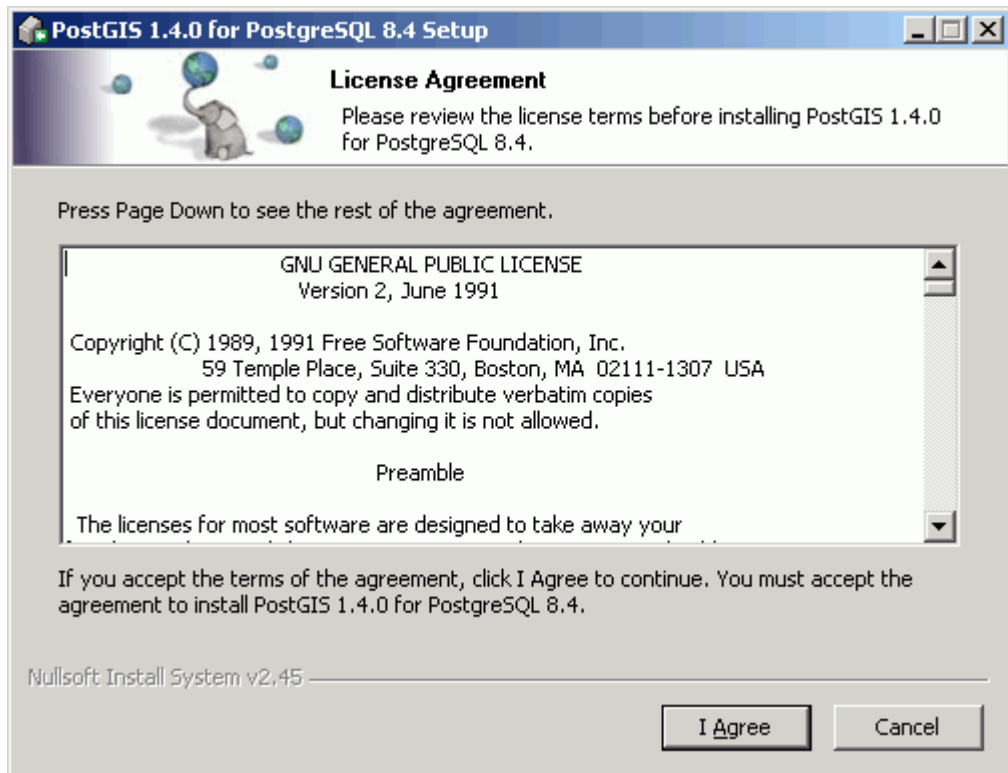 PostGIS 1.4.0 for PostgreSQL 8.4 Setup
License Agreement
Please review the license terms before installing PostGIS 1.4.0
for PostgreSQL 8.4.
Press Page Down to see the rest of the agreement.
GNU GENERAL PUBLIC LICENSE
Version 2, June 1991
Copyright (C) 1989, 1991 Free Software Foundation, Inc.
59 Temple Place, Suite 330, Boston, MA  02111-1307  USA
Everyone is permitted to copy and distribute verbatim copies
of this license document, but changing it is not allowed.
Preamble
The licenses for most software are designed to take away your
If you accept the terms of the agreement, click I Agree to continue. You must accept the
agreement to install PostGIS 1.4.0 for PostgreSQL 8.4.
Nullsoft Install System v2.45
I Agree
Cancel